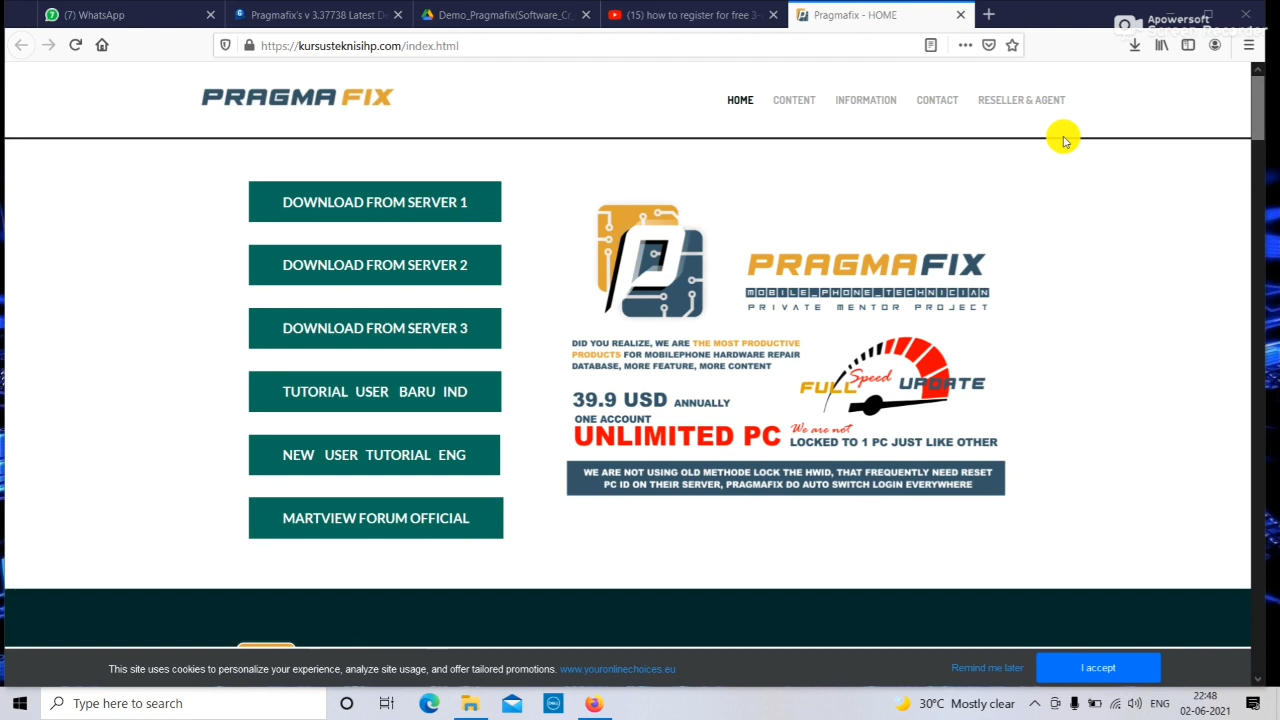 7 Whats
Pragmafix's v 3.37738 Latest De
Demo_Pragmafix(Software_Cr
(15) how to register for free 3-
Pragmafix - HOME
Apowersoft
Screen Recorder
https://kursusteknisihp.com/index.html
PRAGMA FIX
HOME CONTENT INFORMATION CONTACT RESELLER & AGENT
DOWNLOAD FROM SERVER 1
DOWNLOAD FROM SERVER 2
DOWNLOAD FROM SERVER 3
TUTORIAL USER BARU IND
NEW USER TUTORIAL ENG
MARTVIEW FORUM OFFICIAL
PRAGMAFIX
MOBILE_PHONE_TECHNICIAN
PRIVATE MENTOR PROJECT
DID YOU REALIZE, WE ARE THE MOST PRODUCTIVE
PRODUCTS FOR MOBILEPHONE HARDWARE REPAIR
DATABASE, MORE FEATURE, MORE CONTENT
FULL Speed UPDATE
39.9 USD ANNUALLY
ONE ACCOUNT
UNLIMITED PC
We are not
LOCKED TO 1 PC JUST LIKE OTHER
WE ARE NOT USING OLD METHODE LOCK THE HWID, THAT FREQUENTLY NEED RESET
PC ID ON THEIR SERVER, PRAGMAFIX DO AUTO SWITCH LOGIN EVERYWHERE
This site uses cookies to personalize your experience, analyze site usage, and offer tailored promotions. www.youronlinechoices.eu
Remind me later
I accept
Type here to search
DELL
30°C Mostly clear
22:48
02-06-2021